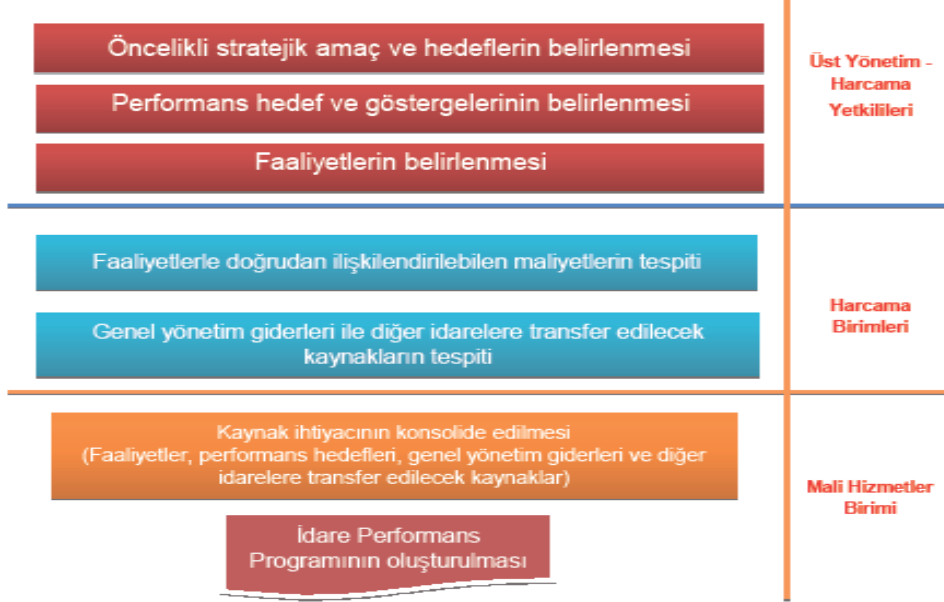 Öncelikli stratejik amaç ve hedeflerin belirlenmesi
Performans hedef ve göstergelerinin belirlenmesi
Faaliyetlerin belirlenmesi
Üst Yönetim -
Harcama
Yetkilileri
Faaliyetlerle doğrudan ilişkilendirilebilen maliyetlerin tespiti
Genel yönetim giderleri ile diğer idarelere transfer edilecek
kaynakların tespiti
Harcama
Birimleri
Kaynak ihtiyacının konsolide edilmesi
(Faaliyetler, performans hedefleri, genel yönetim giderleri ve diğer
idarelere transfer edilecek kaynaklar)
İdare Performans
Programının oluşturulması
Mali Hizmetler
Birimi